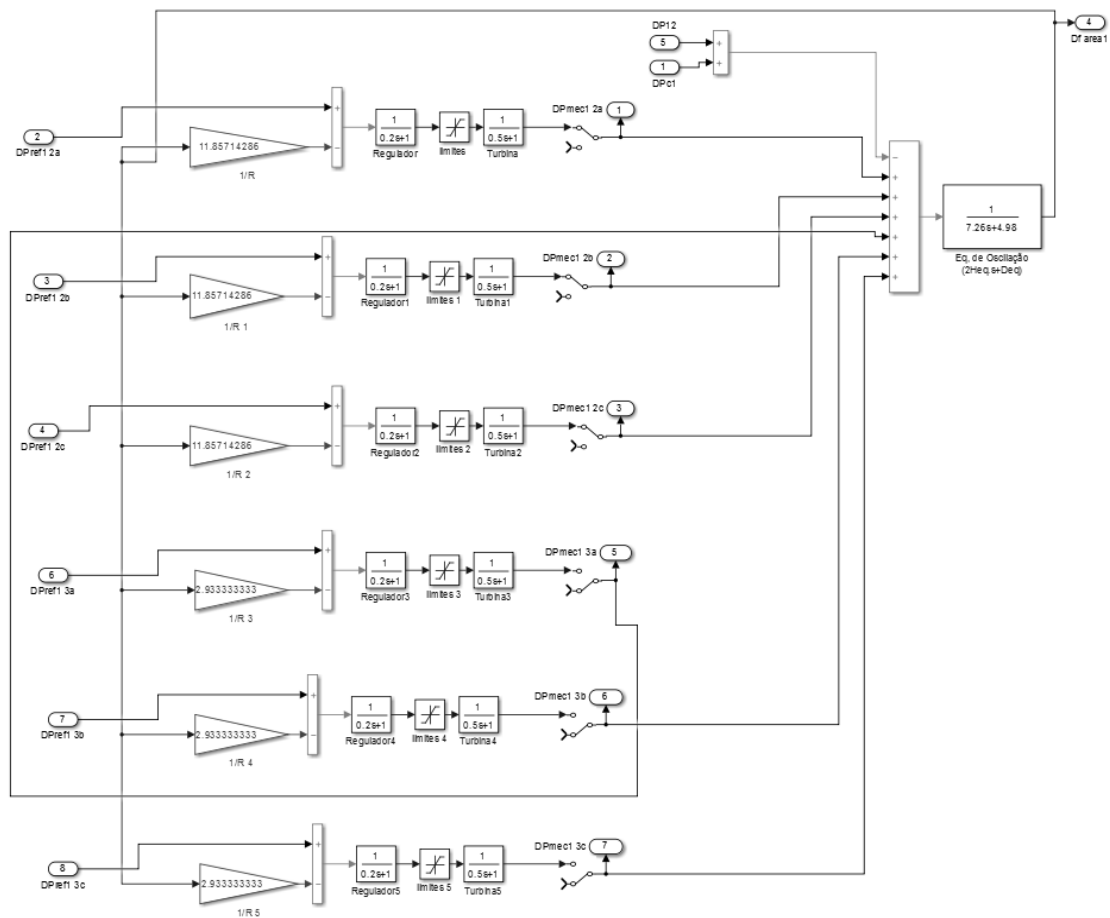 4
Df area1
DP12
5
1
DPc1
2
DPref1 2a
11.85714286
1/R
+
−
1
0.2s+1
Regulador
limites
1
0.5s+1
Turbina
DPmec1 2a
1
+
+
−
+
+
+
+
+
+
1
7.26s+4.98
Eq, de Oscilação
(2Heq.s+Deq)
3
DPref1 2b
11.85714286
1/R 1
+
−
1
0.2s+1
Regulador1
limites 1
1
0.5s+1
Turbina1
DPmec1 2b
2
4
DPref1 2c
11.85714286
1/R 2
+
−
1
0.2s+1
Regulador2
limites 2
1
0.5s+1
Turbina2
DPmec1 2c
3
6
DPref1 3a
2.933333333
1/R 3
+
−
1
0.2s+1
Regulador3
limites 3
1
0.5s+1
Turbina3
DPmec1 3a
5
7
DPref1 3b
2.933333333
1/R 4
+
−
1
0.2s+1
Regulador4
limites 4
1
0.5s+1
Turbina4
DPmec1 3b
6
8
DPref1 3c
2.933333333
1/R 5
+
−
1
0.2s+1
Regulador5
limites 5
1
0.5s+1
Turbina5
DPmec1 3c
7